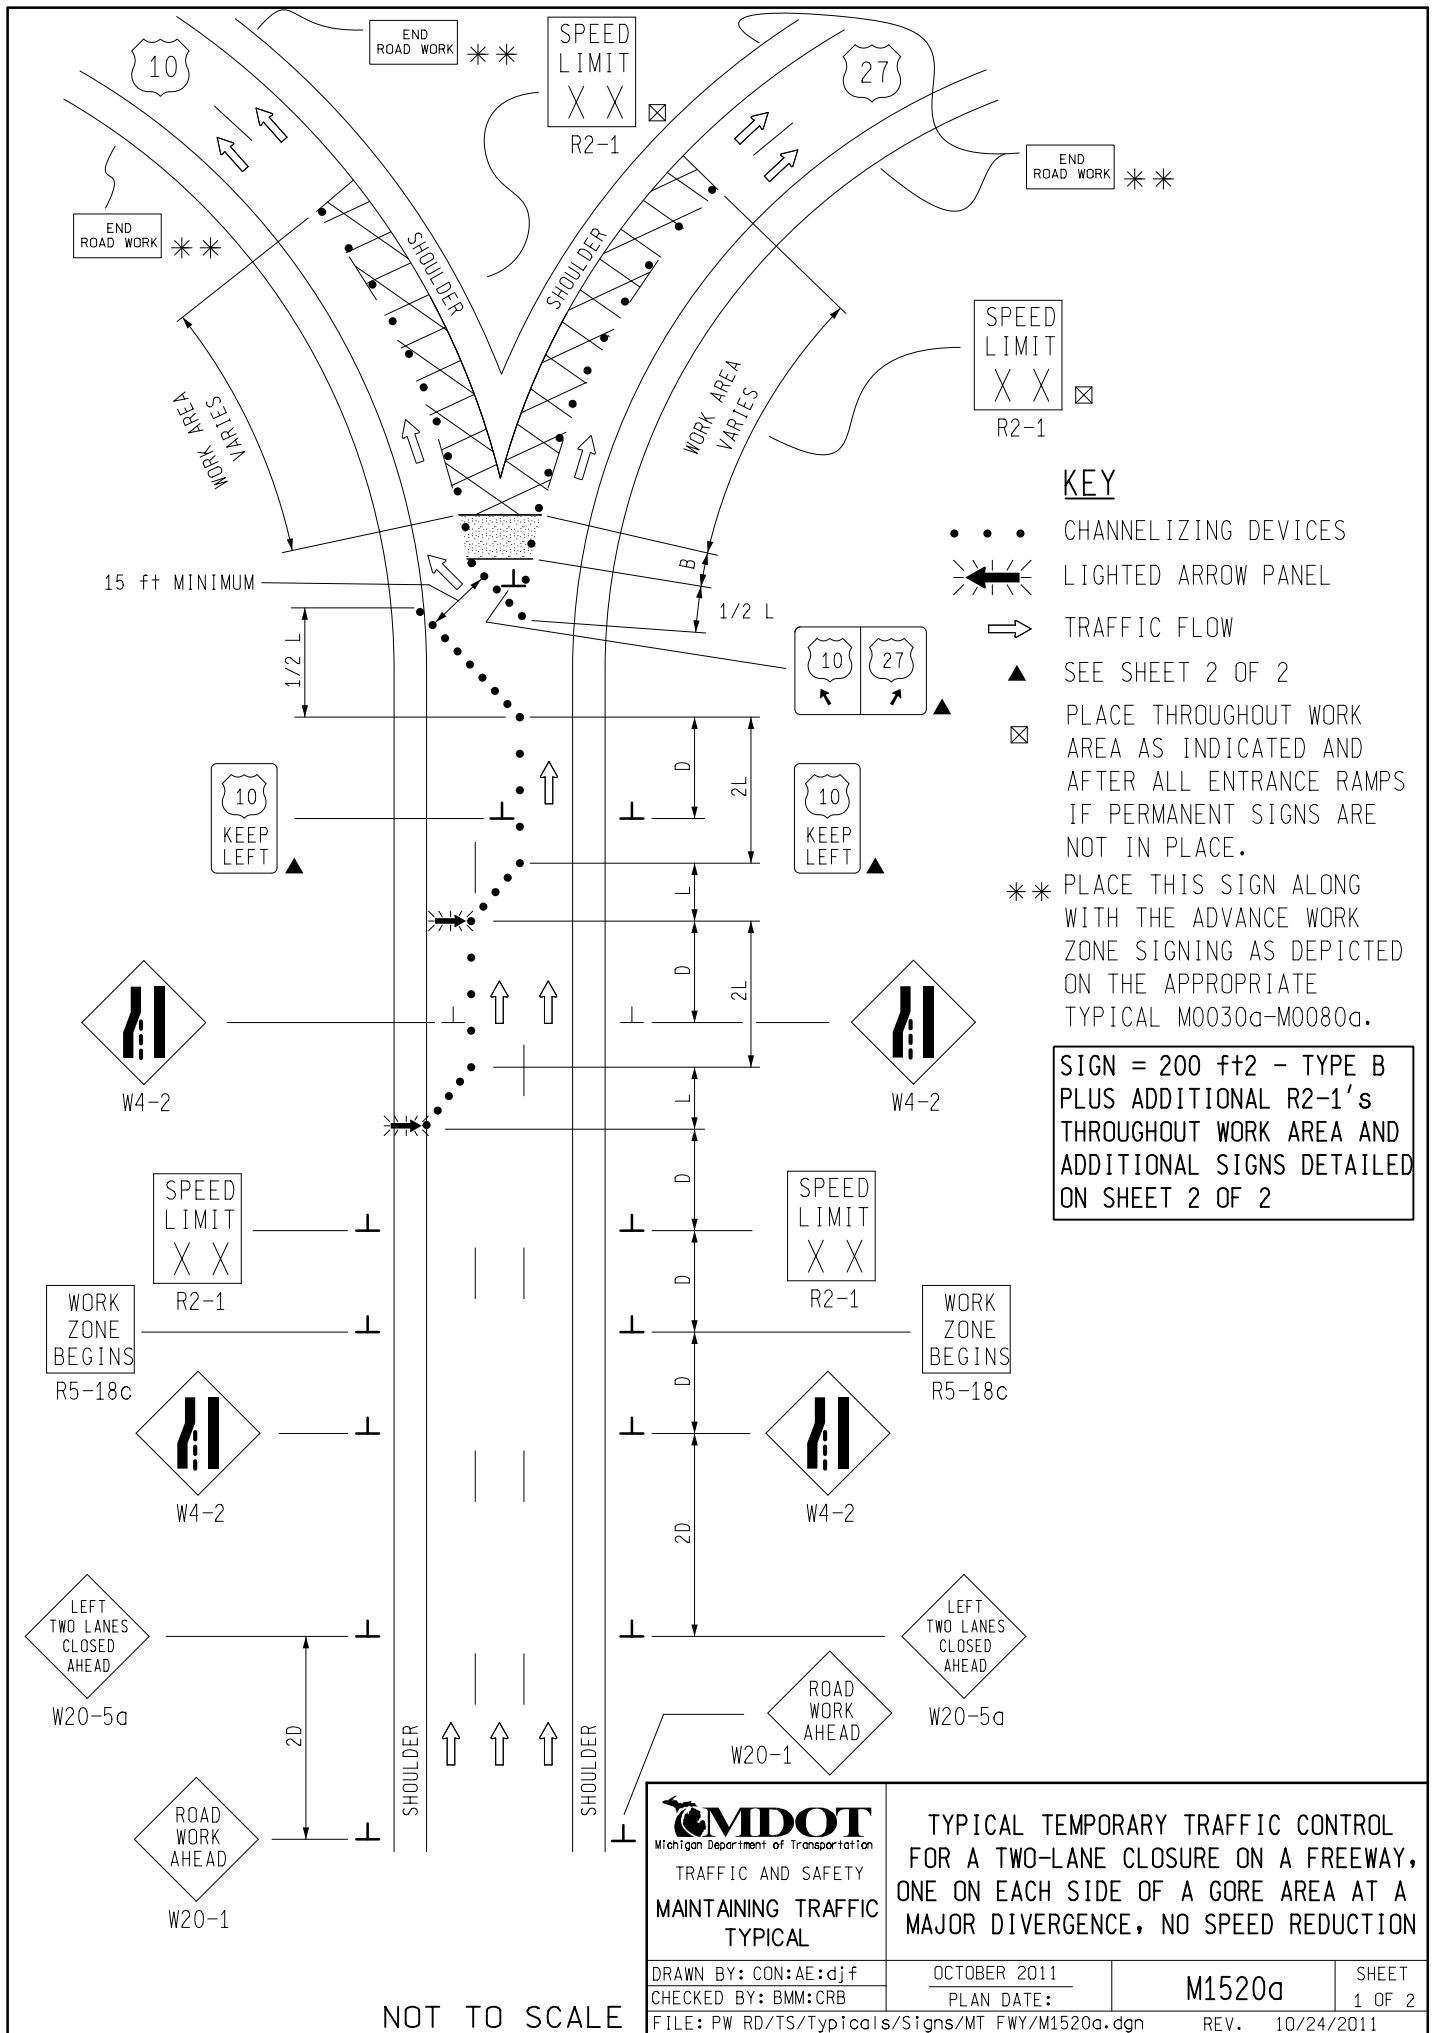 10
END
ROAD WORK
* *
SPEED
LIMIT
X X
R2-1
27
END
ROAD WORK
* *
END
ROAD WORK
* *
SHOULDER
SHOULDER
SPEED
LIMIT
X X
R2-1
WORK AREA
VARIES
WORK AREA
VARIES
KEY
CHANNELIZING DEVICES
LIGHTED ARROW PANEL
TRAFFIC FLOW
SEE SHEET 2 OF 2
PLACE THROUGHOUT WORK
AREA AS INDICATED AND
AFTER ALL ENTRANCE RAMPS
IF PERMANENT SIGNS ARE
NOT IN PLACE.
* * PLACE THIS SIGN ALONG
WITH THE ADVANCE WORK
ZONE SIGNING AS DEPICTED
ON THE APPROPRIATE
TYPICAL M0030a-M0080a.
SIGN = 200 ft2 - TYPE B
PLUS ADDITIONAL R2-1's
THROUGHOUT WORK AREA AND
ADDITIONAL SIGNS DETAILED
ON SHEET 2 OF 2
15 ft MINIMUM
B
1/2 L
1/2 L
10 27
D
2L
10
KEEP
LEFT
10
KEEP
LEFT
L
D
2L
W4-2
W4-2
L
D
SPEED
LIMIT
X X
R2-1
SPEED
LIMIT
X X
R2-1
D
WORK
ZONE
BEGINS
R5-18c
WORK
ZONE
BEGINS
R5-18c
D
W4-2
W4-2
2D
LEFT
TWO LANES
CLOSED
AHEAD
W20-5a
LEFT
TWO LANES
CLOSED
AHEAD
W20-5a
2D
SHOULDER
SHOULDER
ROAD
WORK
AHEAD
W20-1
ROAD
WORK
AHEAD
W20-1
NOT TO SCALE
MDOT
Michigan Department of Transportation
TRAFFIC AND SAFETY
MAINTAINING TRAFFIC
TYPICAL
TYPICAL TEMPORARY TRAFFIC CONTROL
FOR A TWO-LANE CLOSURE ON A FREEWAY,
ONE ON EACH SIDE OF A GORE AREA AT A
MAJOR DIVERGENCE, NO SPEED REDUCTION
DRAWN BY: CON:AE:djf
CHECKED BY: BMM:CRB
OCTOBER 2011
PLAN DATE:
M1520a
SHEET
1 OF 2
FILE: PW RD/TS/Typicals/Signs/MT FWY/M1520a.dgn
REV. 10/24/2011